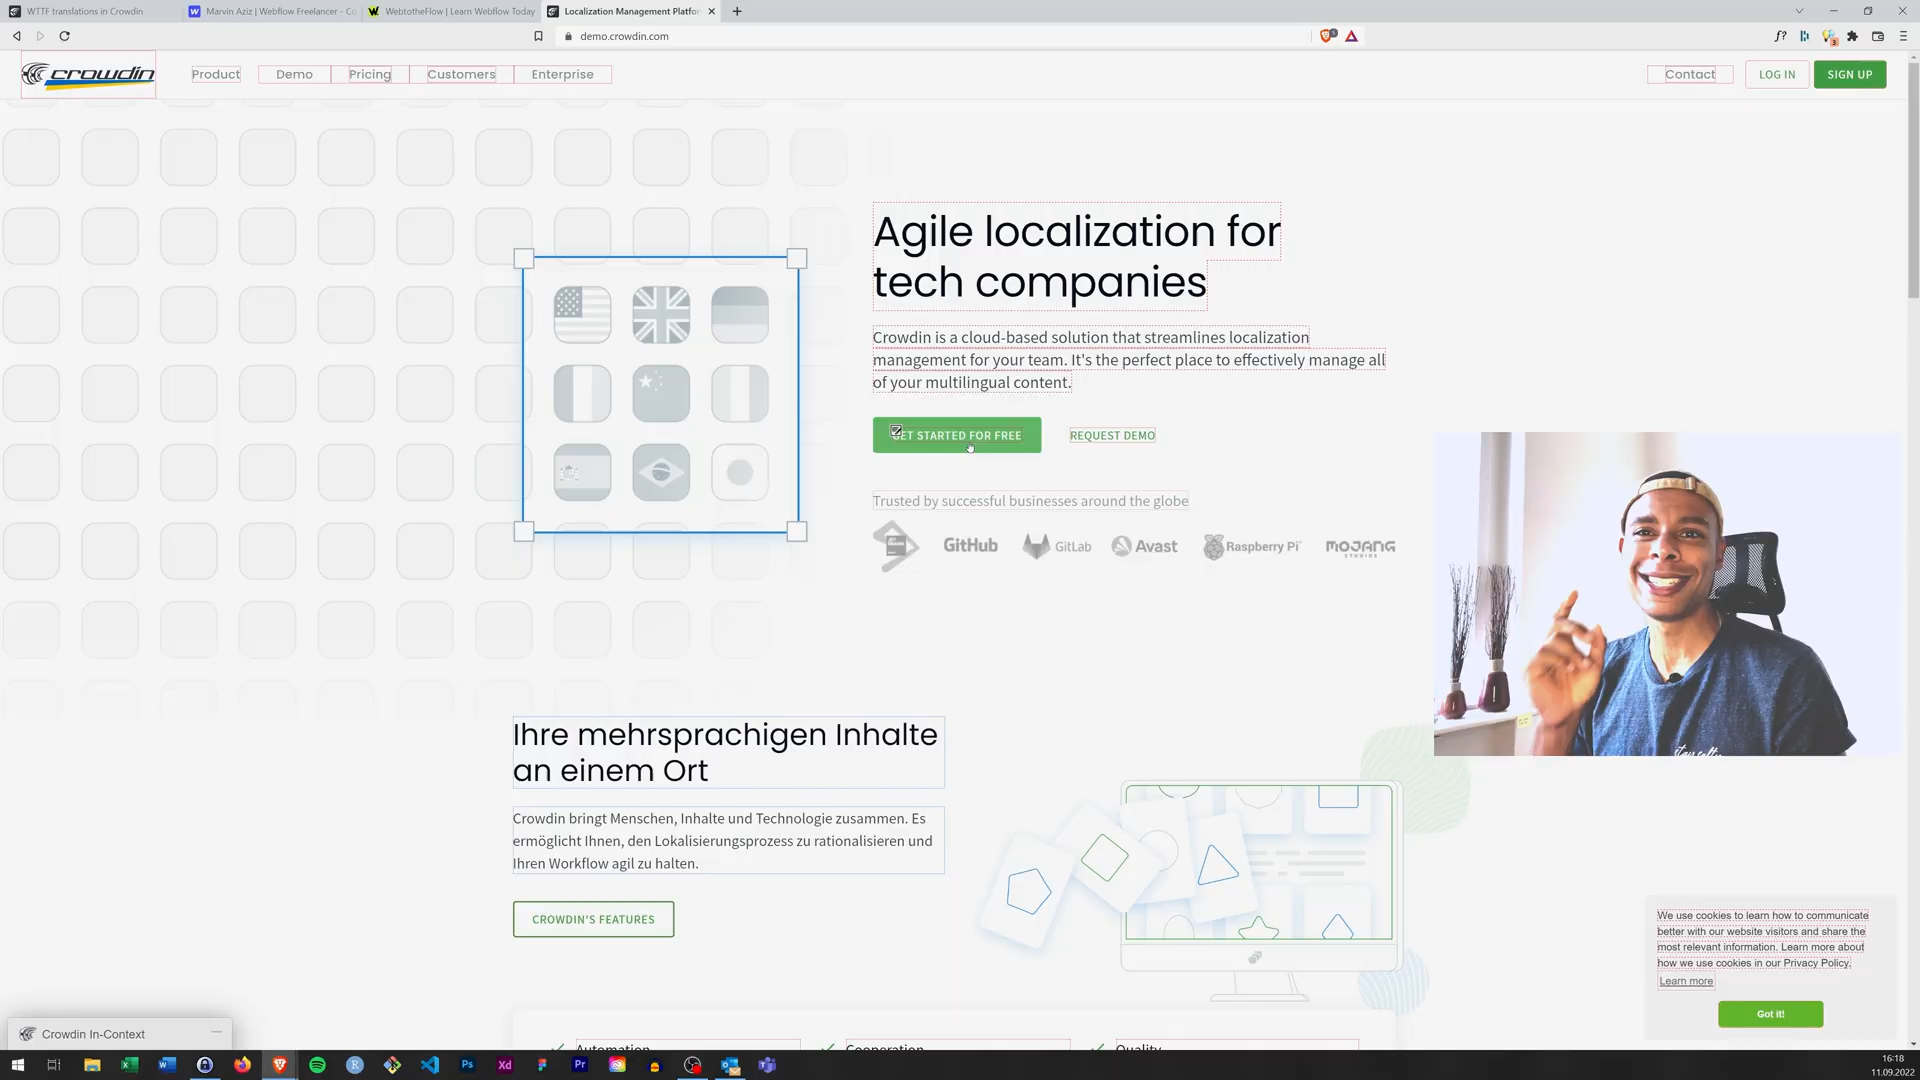 WTTF translations in Crowdin
Marvin Aziz | Webflow Freelancer - Co
WebtotheFlow | Learn Webflow Today
Localization Management Platfo
demo.crowdin.com
crowdin
Product
Demo
Pricing
Customers
Enterprise
Contact
LOG IN
SIGN UP
Agile localization for
tech companies
Crowdin is a cloud-based solution that streamlines localization
management for your team. It's the perfect place to effectively manage all
of your multilingual content.
GET STARTED FOR FREE
REQUEST DEMO
Trusted by successful businesses around the globe
GitHub
GitLab
Avast
Raspberry Pi
MOJANG
STUDIOS
Ihre mehrsprachigen Inhalte
an einem Ort
Crowdin bringt Menschen, Inhalte und Technologie zusammen. Es
ermöglicht Ihnen, den Lokalisierungsprozess zu rationalisieren und
Ihren Workflow agil zu halten.
CROWDIN'S FEATURES
We use cookies to learn how to communicate
better with our website visitors and share the
most relevant information. Learn more about
how we use cookies in our Privacy Policy.
Learn more
Got it!
Crowdin In-Context
Automation
Cooperation
Quality
16:18
11.09.2022